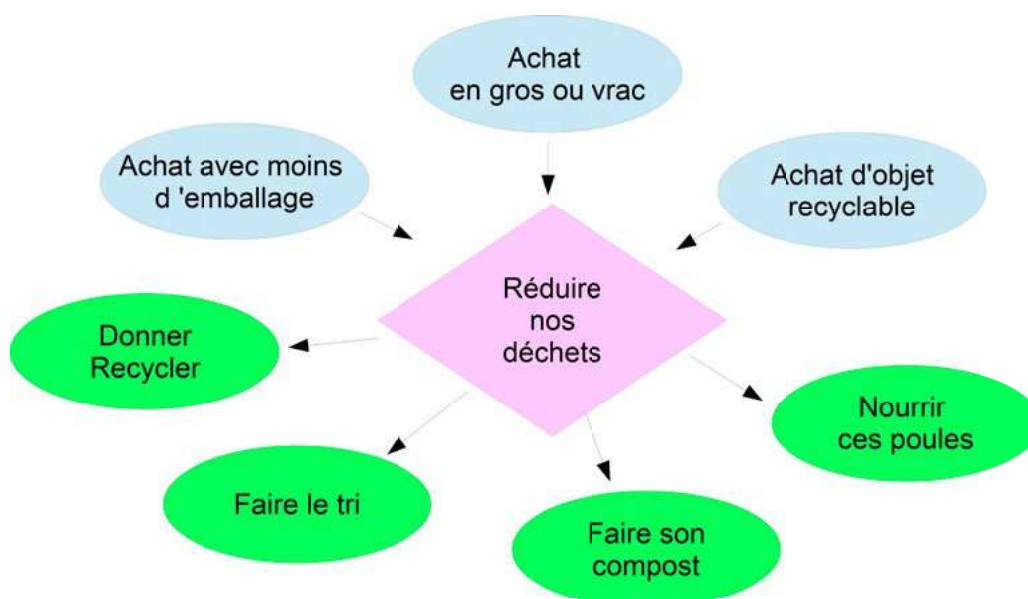 Achat
en gros ou vrac
Achat avec moins
d 'emballage
Achat d'objet
recyclable
Réduire
nos
déchets
Donner
Recycler
Nourrir
ces poules
Faire le tri
Faire son
compost